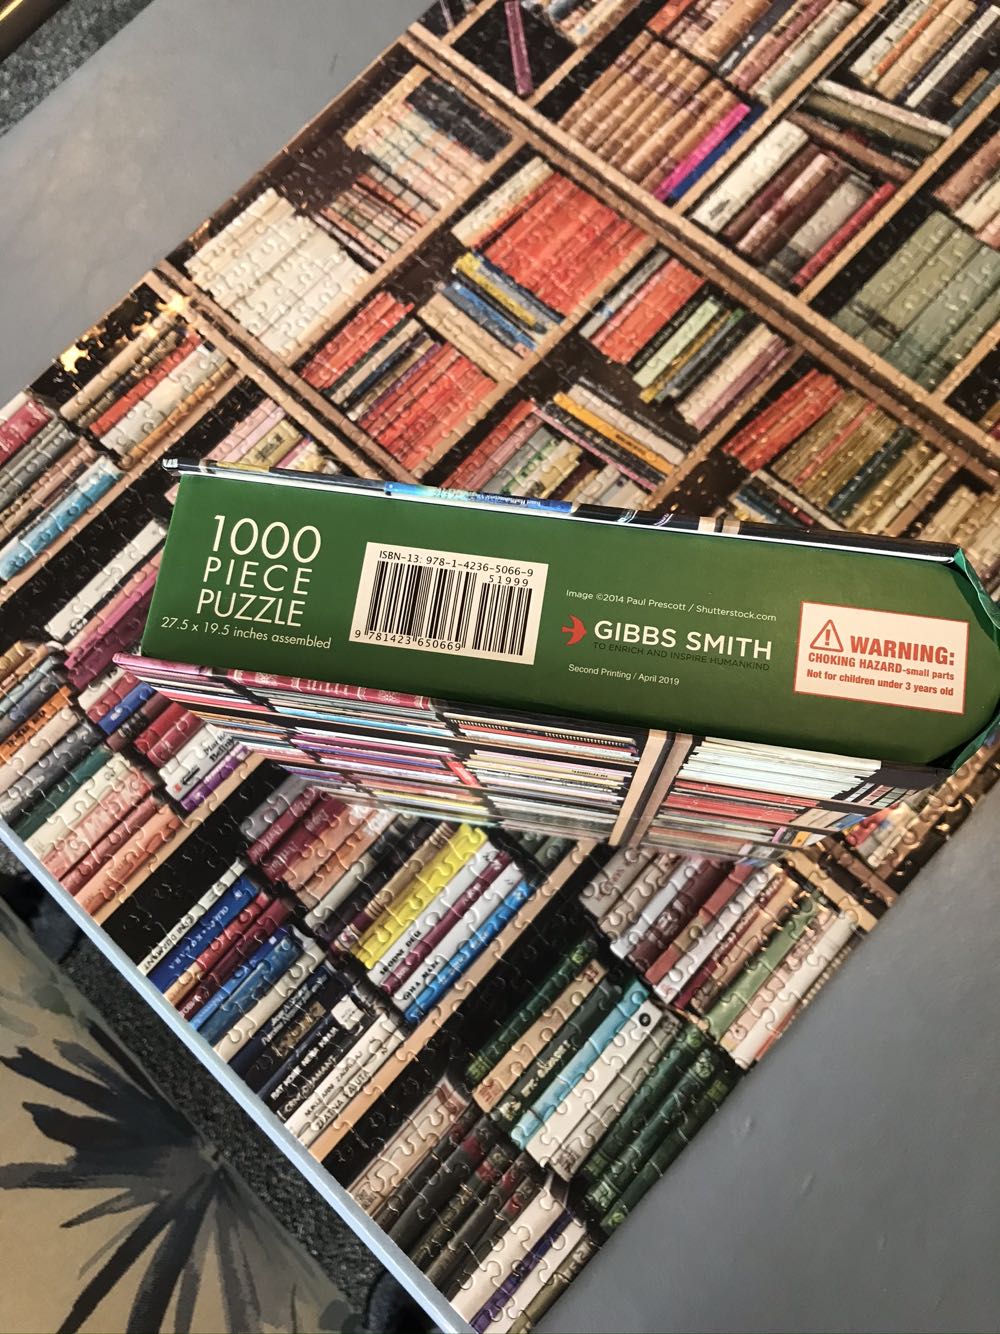 1000
PIECE
PUZZLE
27.5 x 19.5 inches assembled
ISBN-13: 978-1-4236-5066-9
51999
9 781423 650669
Image ©2014 Paul Prescott / Shutterstock.com
GIBBS SMITH
TO ENRICH AND INSPIRE HUMANKIND
Second Printing / April 2019
WARNING:
CHOKING HAZARD-small parts
Not for children under 3 years old